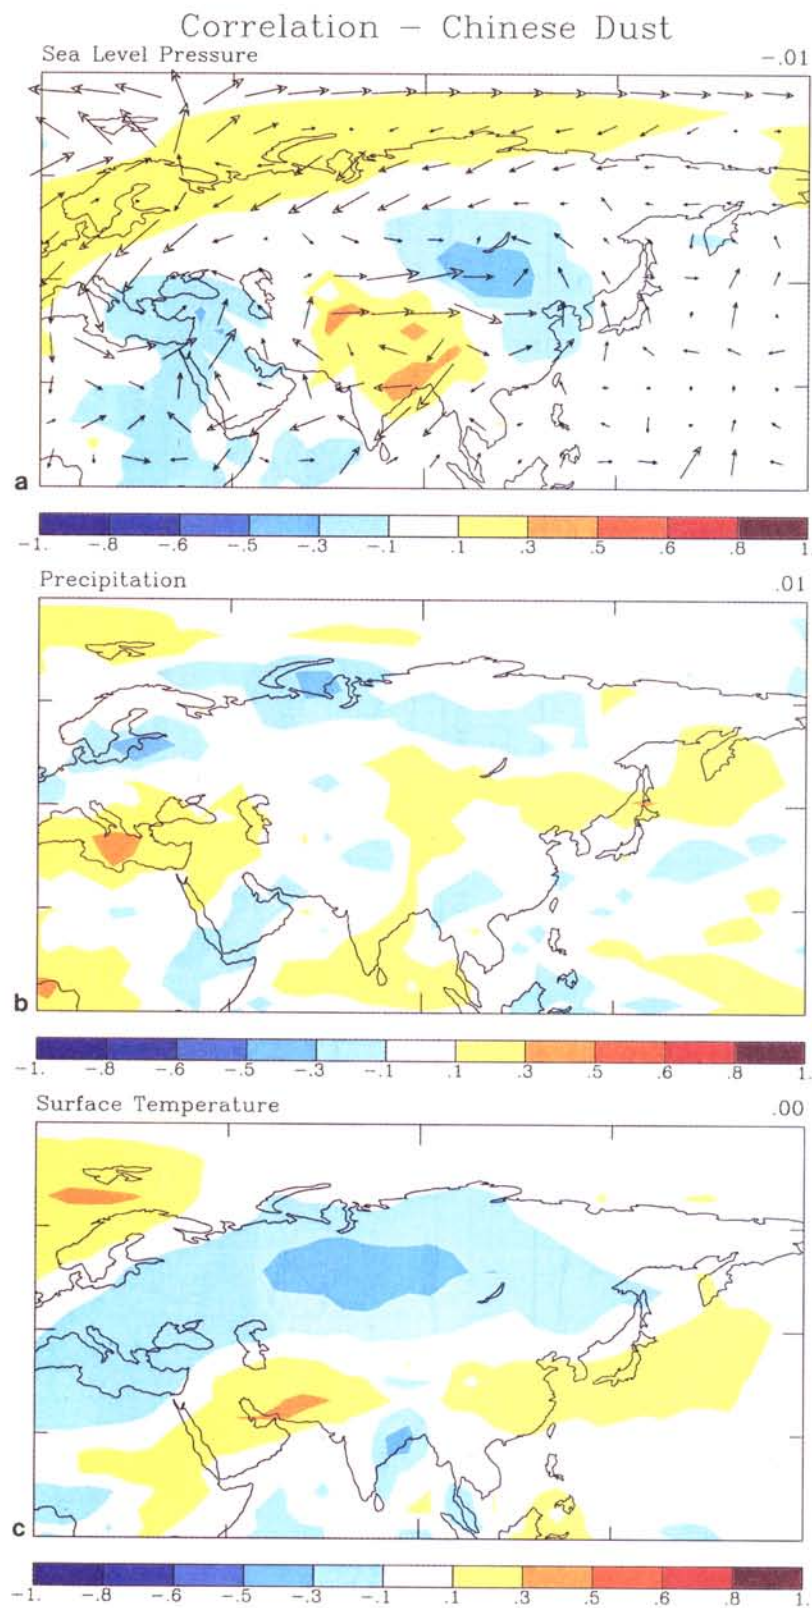 Correlation – Chinese Dust
Sea Level Pressure -.01
a
-1. -.8 -.6 -.5 -.3 -.1 .1 .3 .5 .6 .8 1.
Precipitation .01
b
-1. -.8 -.6 -.5 -.3 -.1 .1 .3 .5 .6 .8 1.
Surface Temperature .00
c
-1. -.8 -.6 -.5 -.3 -.1 .1 .3 .5 .6 .8 1.